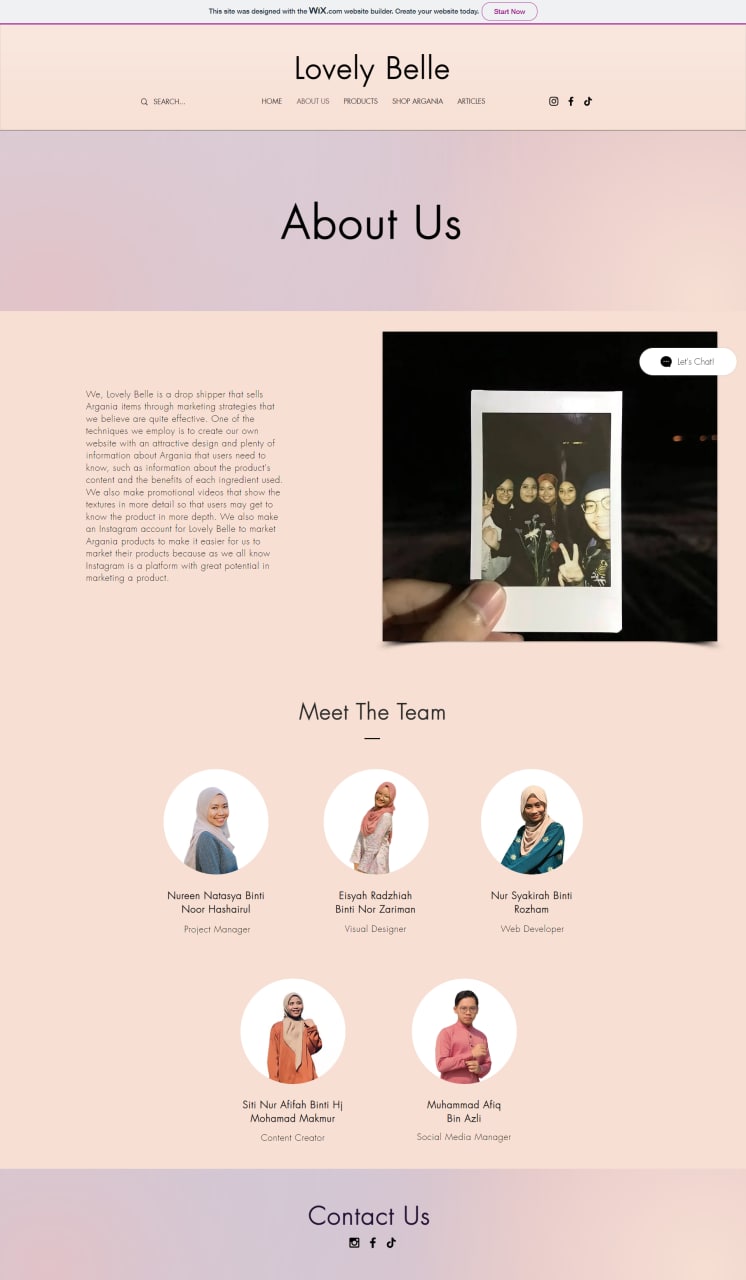 This site was designed with the WiX.com website builder. Create your website today. Start Now
Lovely Belle
SEARCH...
HOME ABOUT US PRODUCTS SHOP ARGANIA ARTICLES
About Us
Let's Chat!
We, Lovely Belle is a drop shipper that sells
Argania items through marketing strategies that
we believe are quite effective. One of the
techniques we employ is to create our own
website with an attractive design and plenty of
information about Argania that users need to
know, such as information about the product's
content and the benefits of each ingredient used.
We also make promotional videos that show the
textures in more detail so that users may get to
know the product in more depth. We also make
an Instagram account for Lovely Belle to market
Argania products to make it easier for us to
market their products because as we all know
Instagram is a platform with great potential in
marketing a product.
Meet The Team
Nureen Natasya Binti
Noor Hashairul
Project Manager
Eisyah Radzhiah
Binti Nor Zariman
Visual Designer
Nur Syakirah Binti
Rozham
Web Developer
Siti Nur Afifah Binti Hj
Mohamad Makmur
Content Creator
Muhammad Afiq
Bin Azli
Social Media Manager
Contact Us